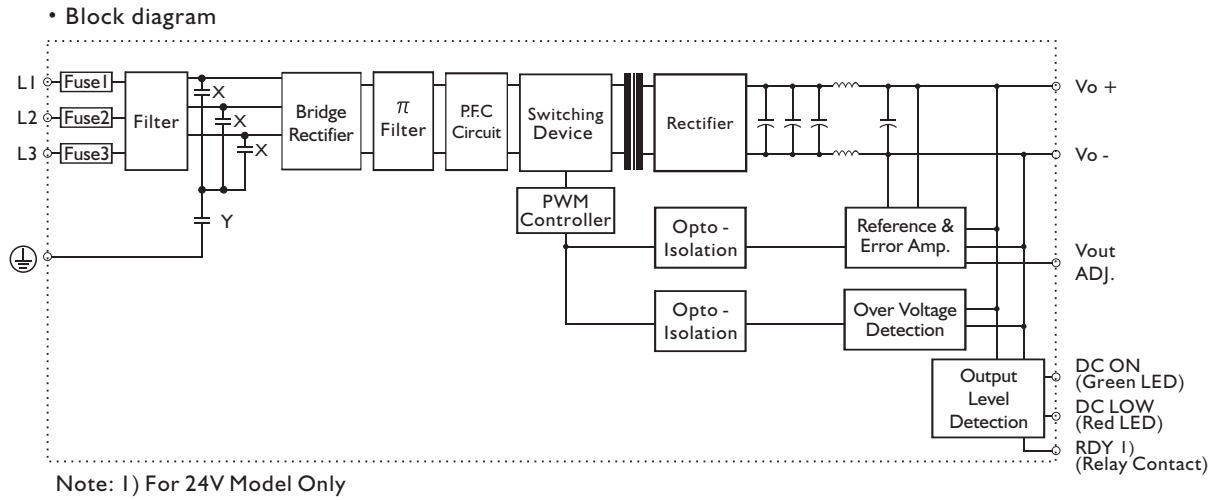 • Block diagram
L1 Fuse1
L2 Fuse2
L3 Fuse3
Filter
X
X
X
Y
Bridge
Rectifier
π
Filter
P.F.C
Circuit
Switching
Device
Rectifier
Vo +
Vo -
PWM
Controller
Opto -
Isolation
Reference &
Error Amp.
Vout
ADJ.
Opto -
Isolation
Over Voltage
Detection
Output
Level
Detection
DC ON
(Green LED)
DC LOW
(Red LED)
RDY 1)
(Relay Contact)
Note: 1) For 24V Model Only